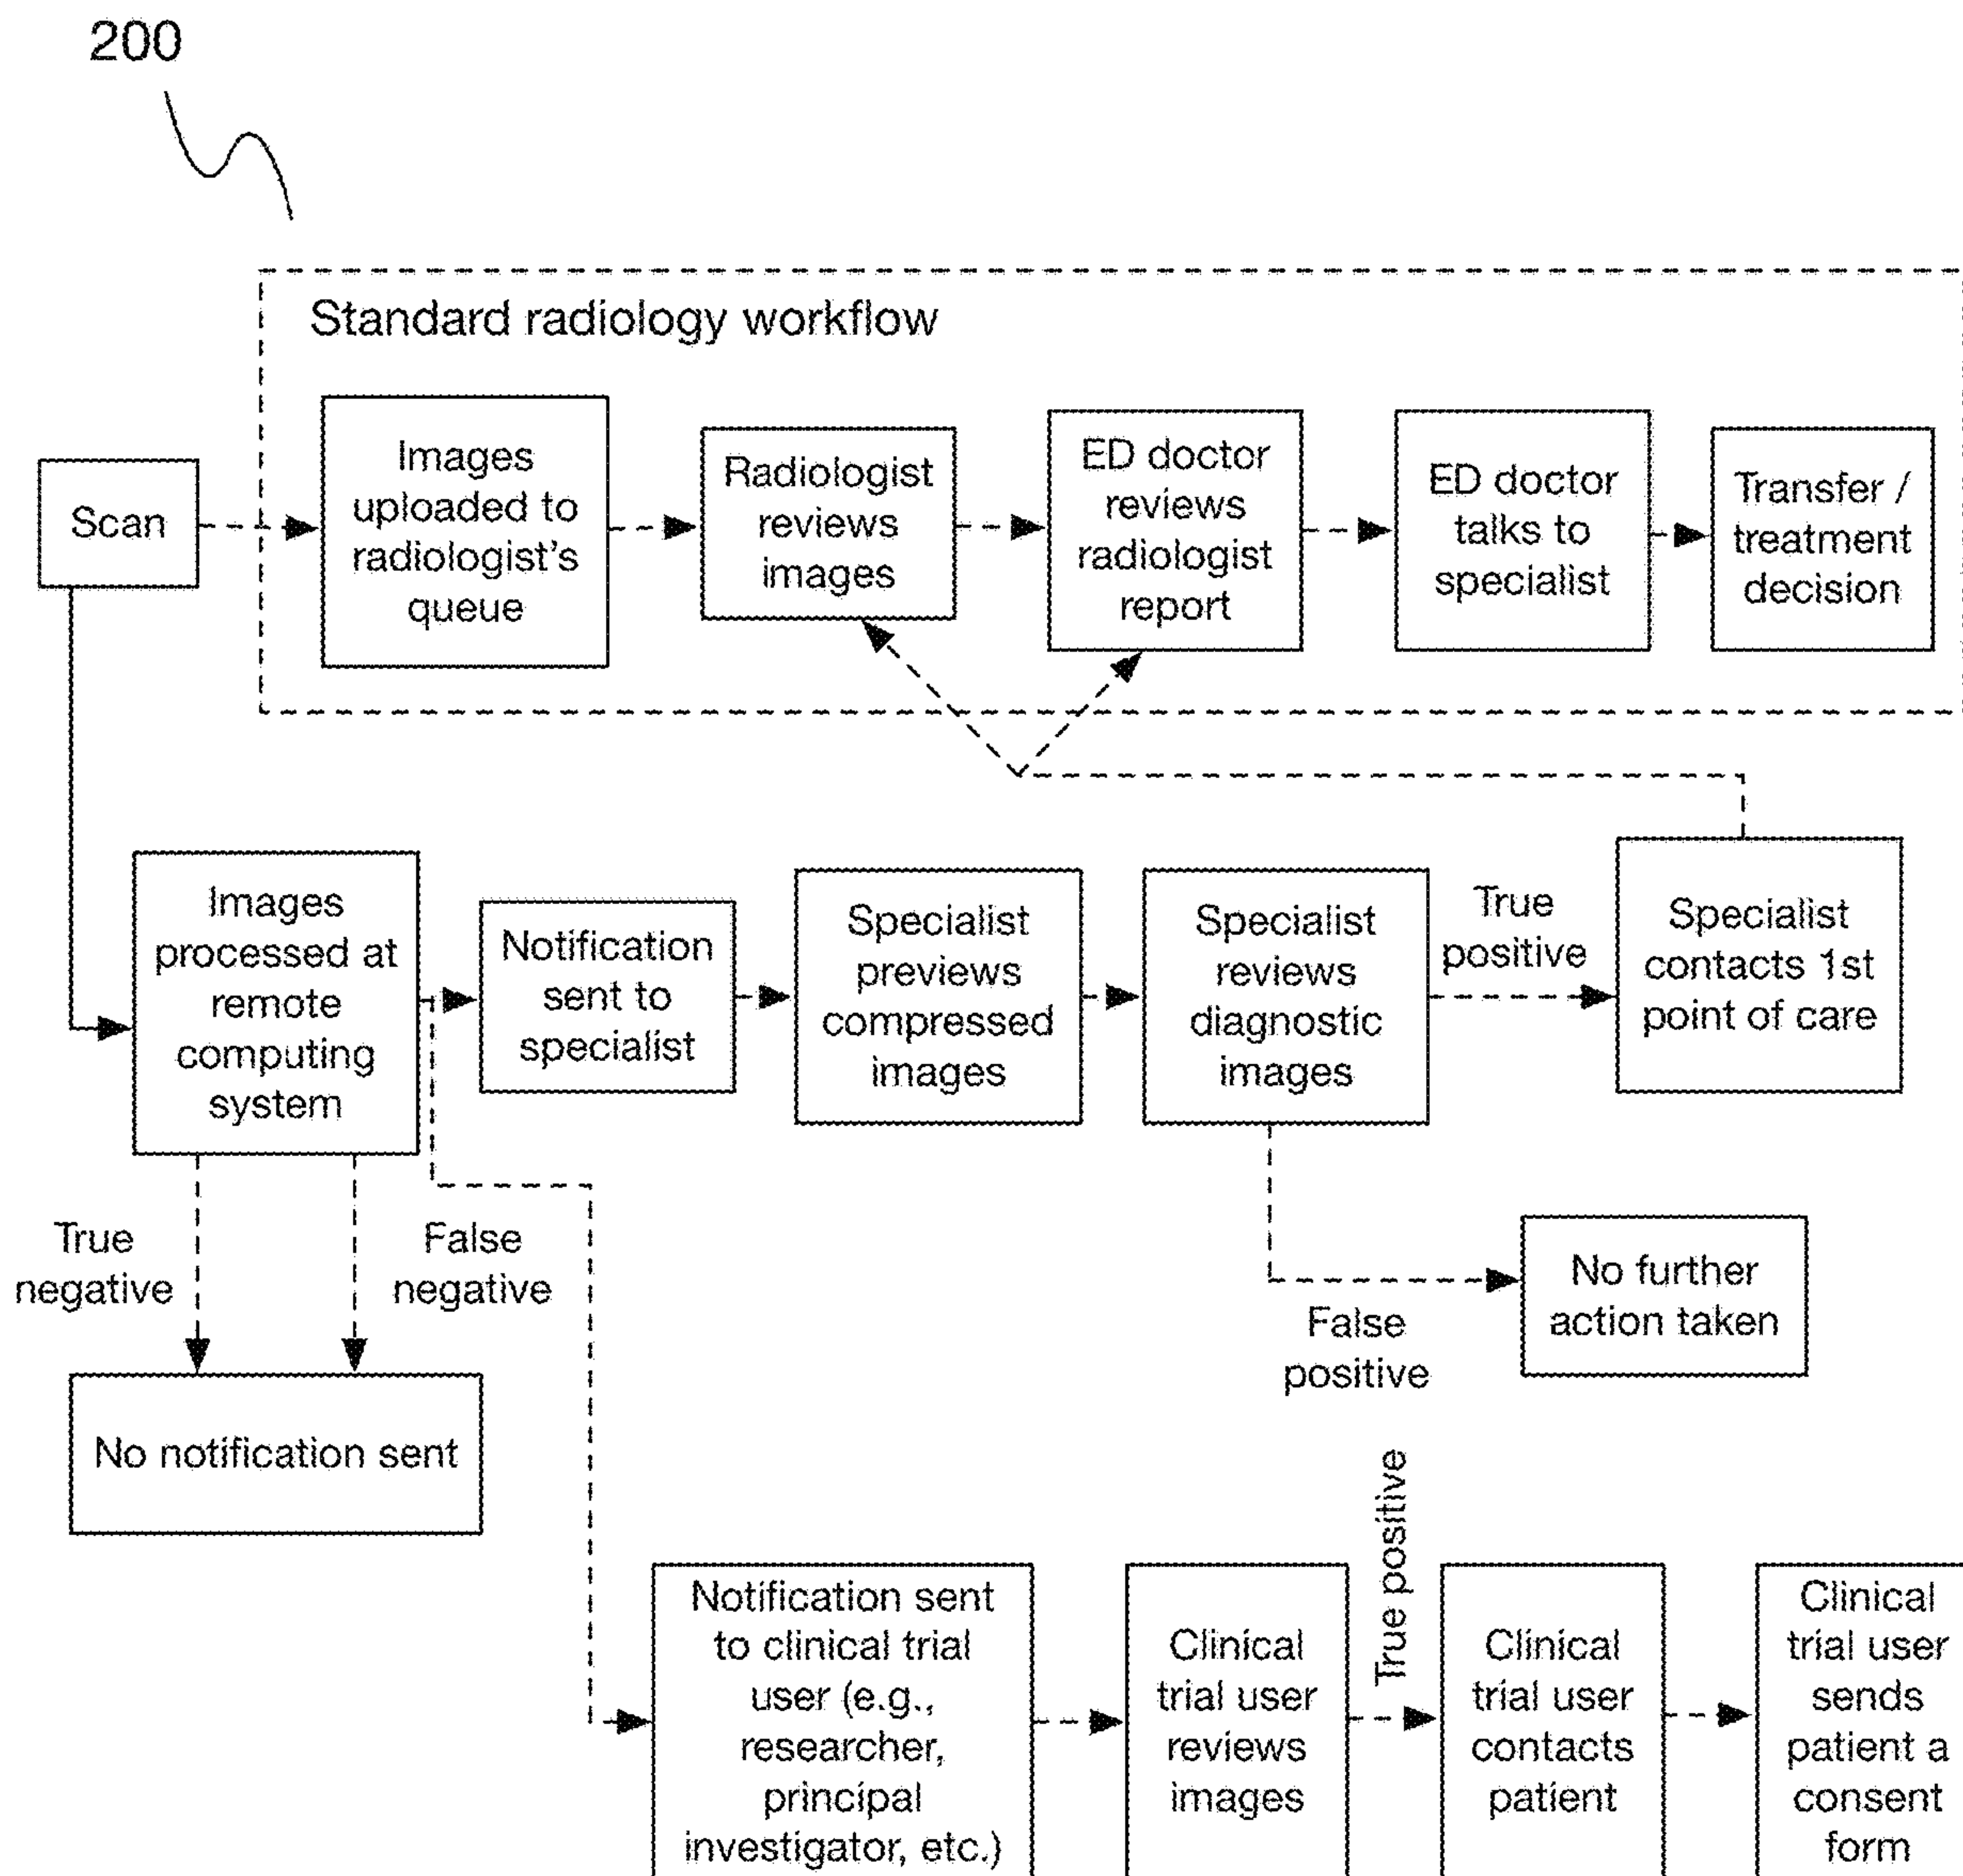 200
Standard radiology workflow
Scan
Images
uploaded to
radiologist's
queue
Radiologist
reviews
images
ED doctor
reviews
radiologist
report
ED doctor
talks to
specialist
Transfer /
treatment
decision
Images
processed at
remote
computing
system
Notification
sent to
specialist
Specialist
previews
compressed
images
Specialist
reviews
diagnostic
images
True
positive
Specialist
contacts 1st
point of care
True
negative
False
negative
False
positive
No further
action taken
No notification sent
Notification sent
to clinical trial
user (e.g.,
researcher,
principal
investigator, etc.)
Clinical
trial user
reviews
images
True positive
Clinical
trial user
contacts
patient
Clinical
trial user
sends
patient a
consent
form